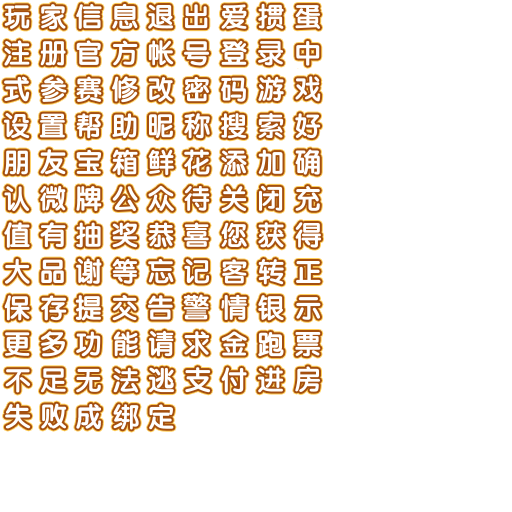 玩家信息退出爱掼蛋
注册官方帐号登录中
式参赛修改密码游戏
设置帮助昵称搜索好
朋友宝箱鲜花添加确
认微牌公众待关闭充
值有抽奖恭喜您获得
大品谢等忘记客转正
保存提交告警情银示
更多功能请求金跑票
不足无法逃支付进房
失败成绑定